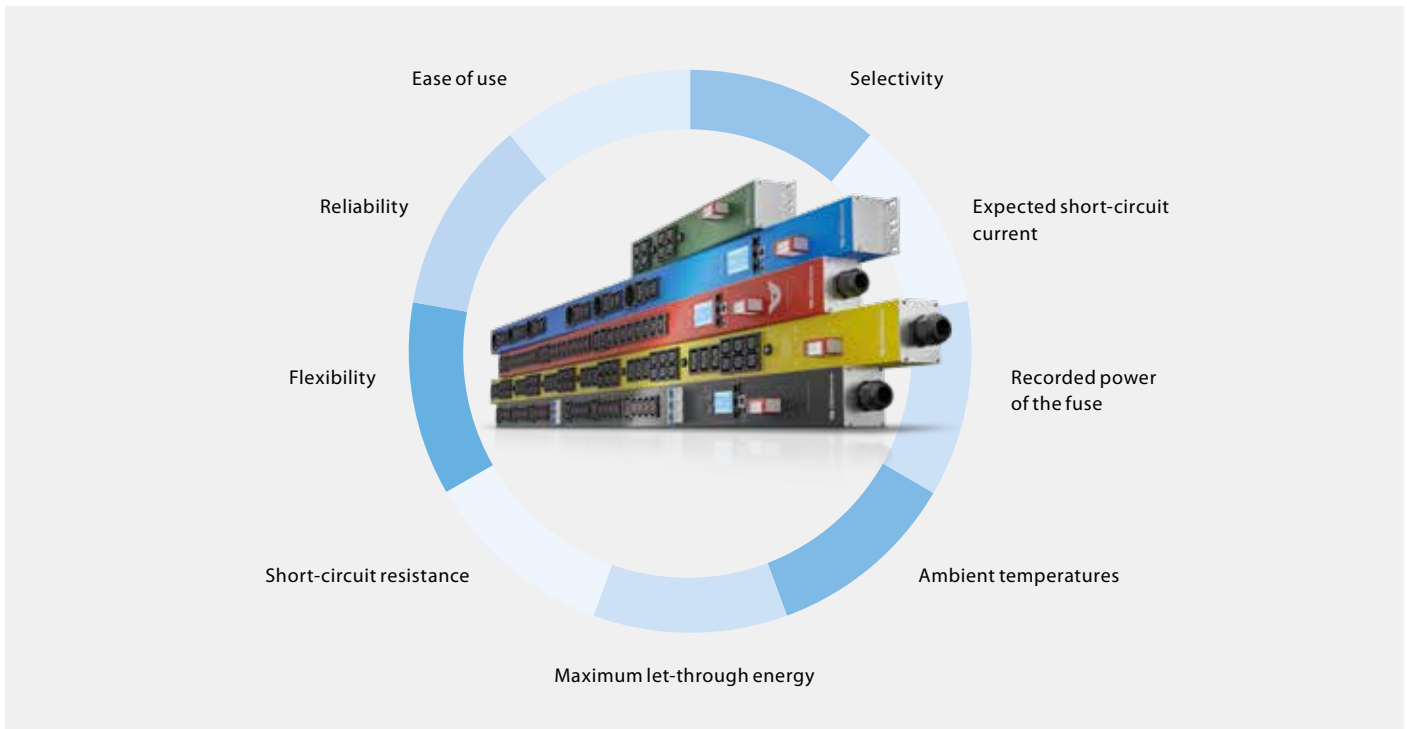 Ease of use
Selectivity
Reliability
Expected short-circuit
current
Flexibility
Recorded power
of the fuse
Short-circuit resistance
Ambient temperatures
Maximum let-through energy